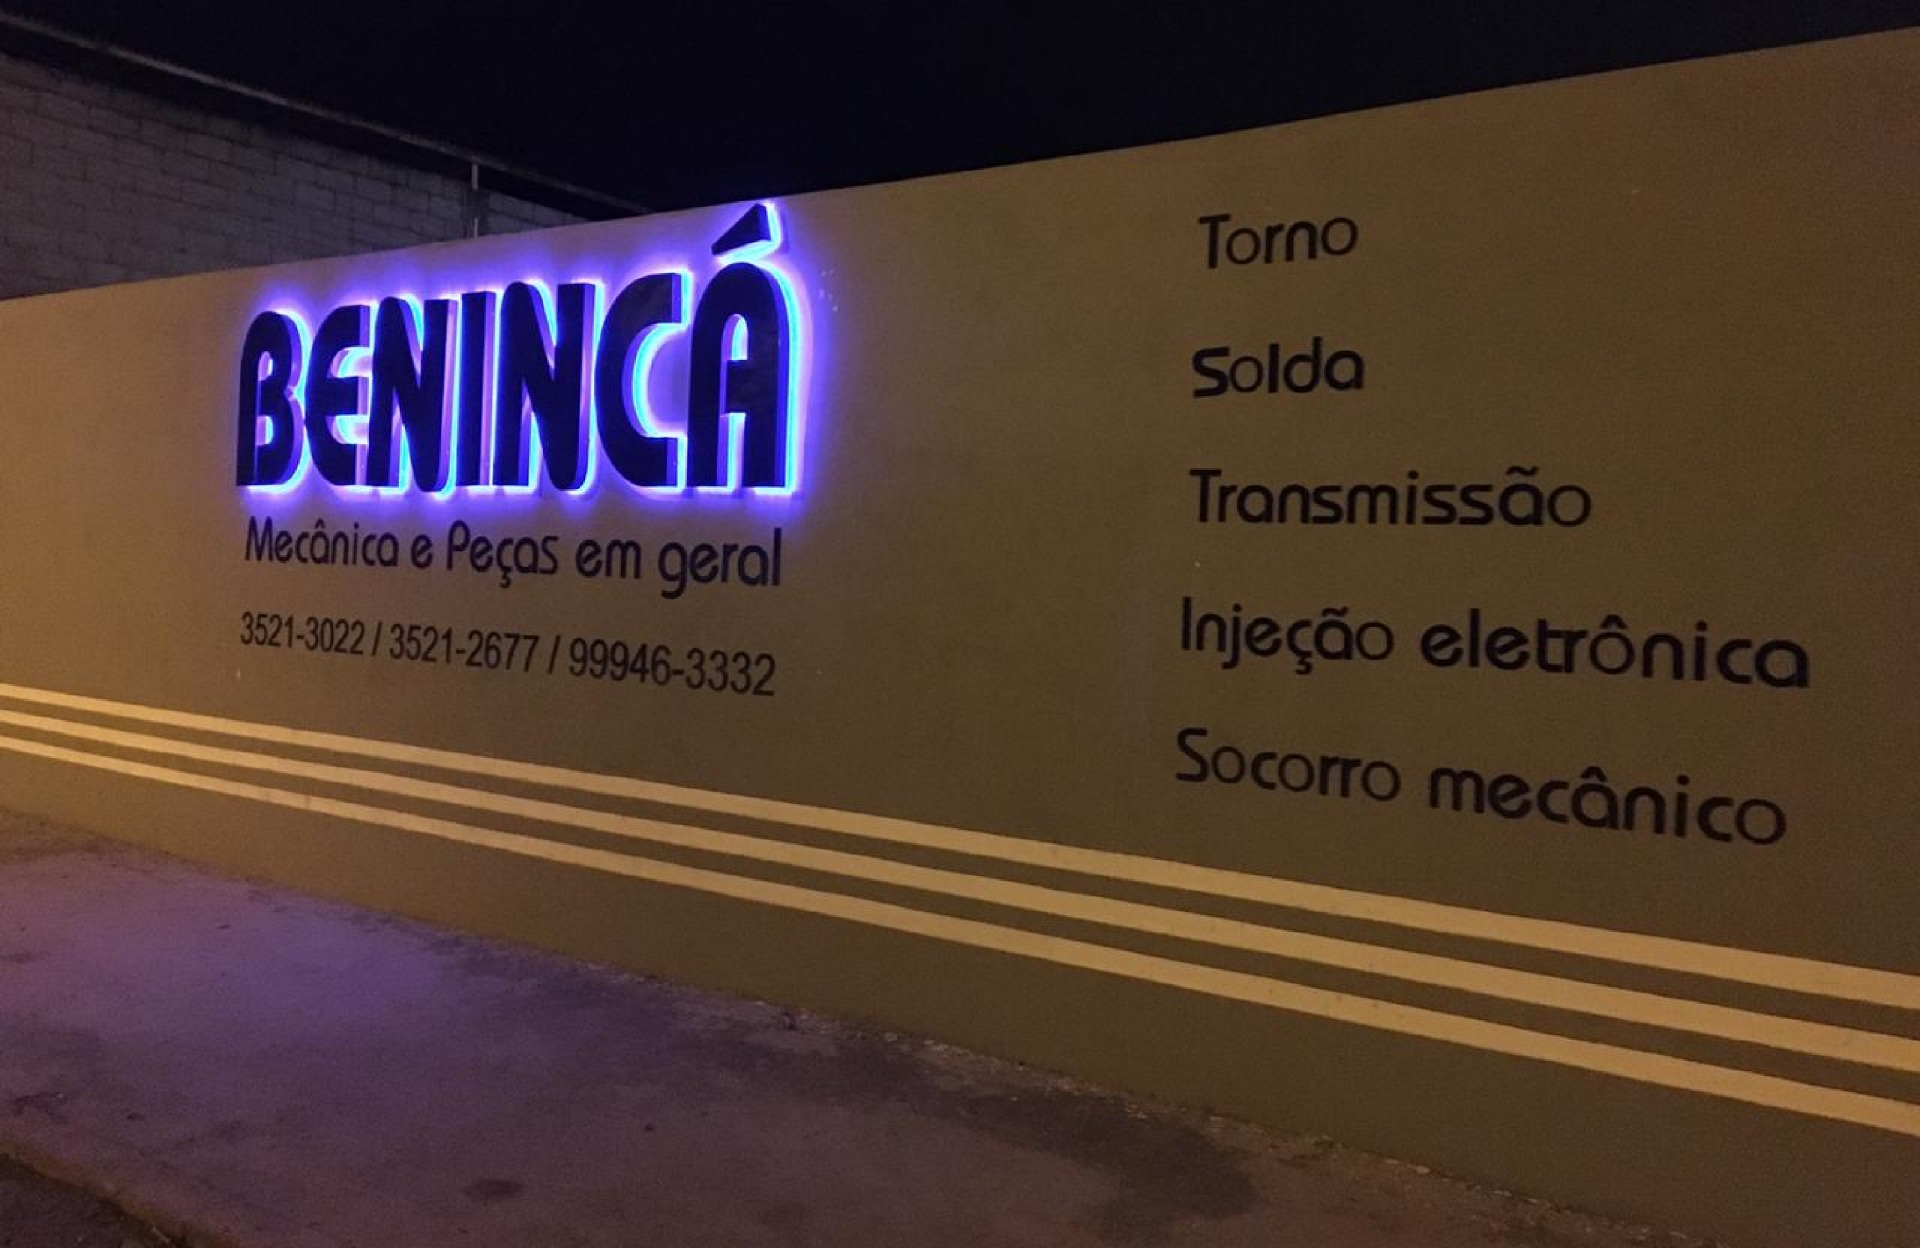 BENINCÁ
Mecânica e Peças em geral
3521-3022 / 3521-2677 / 99946-3332
Torno
Solda
Transmissão
Injeção eletrônica
Socorro mecânico